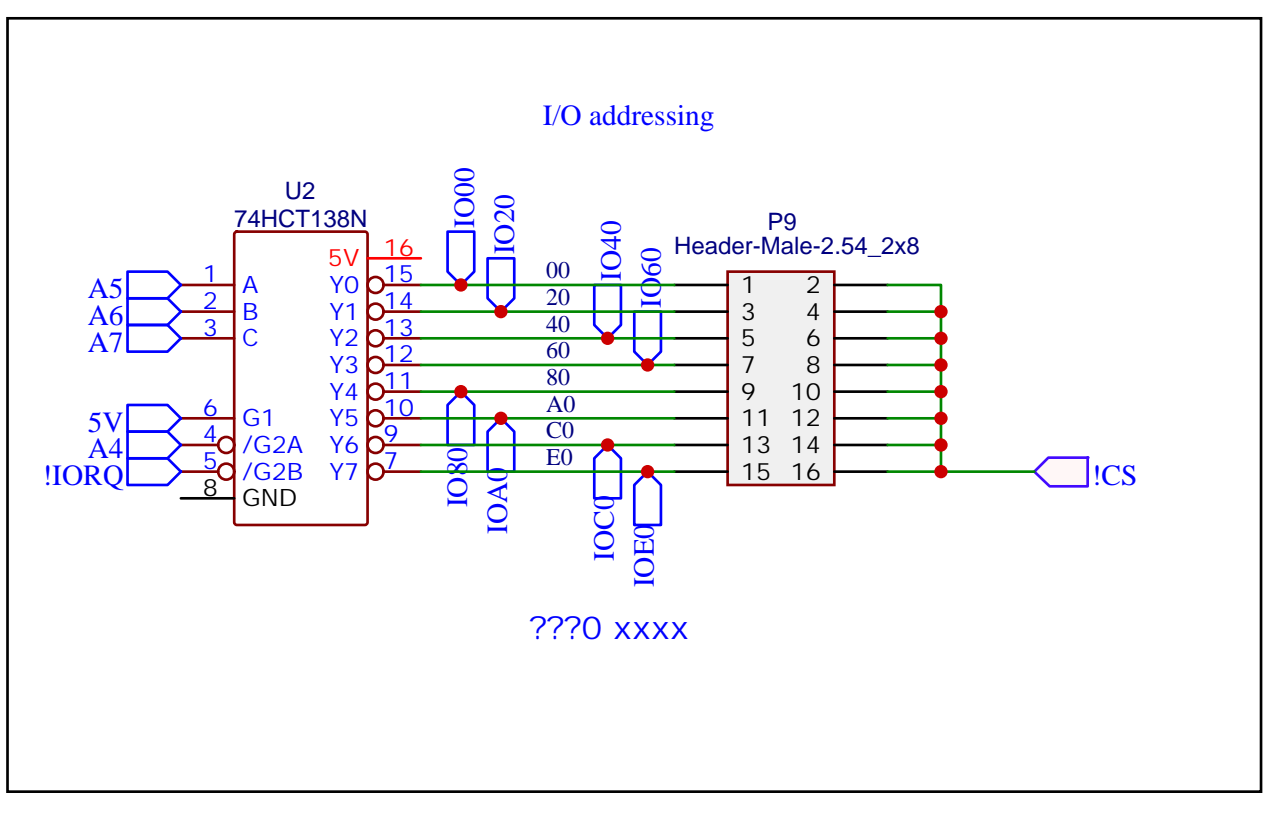 I/O addressing
U2
74HCT138N
P9
Header-Male-2.54_2x8
IO00
IO20
IO40
IO60
5V 16
A5 1 A Y0 15 00 1 2
A6 2 B Y1 14 20 3 4
A7 3 C Y2 13 40 5 6
Y3 12 60 7 8
Y4 11 80 9 10
5V 6 G1 Y5 10 A0 11 12
A4 4 /G2A Y6 9 C0 13 14
!IORQ 5 /G2B Y7 7 E0 15 16 !CS
8 GND
IO80
IOA0
IOC0
IOE0
???0 xxxx